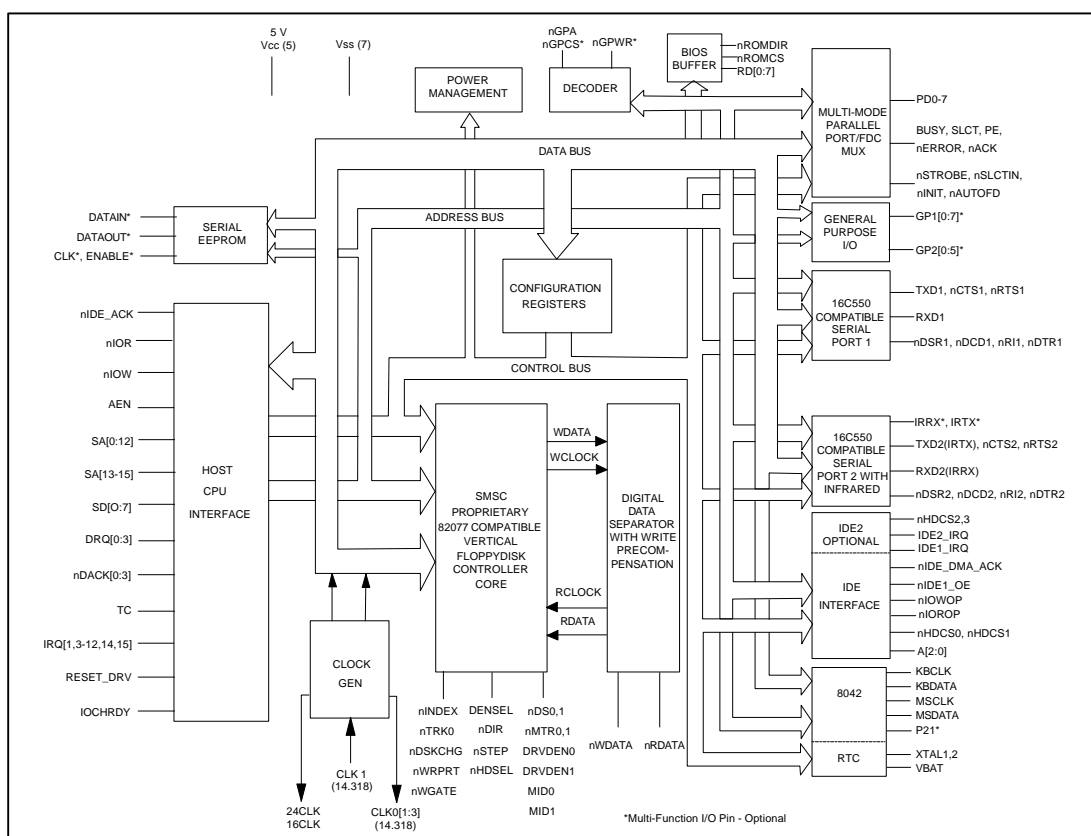 5 V
Vcc (5)
Vss (7)
POWER
MANAGEMENT
nGPA
nGPCS*
nGPWR*
DECODER
BIOS
BUFFER
nROMDIR
nROMCS
RD[0:7]
MULTI-MODE
PARALLEL
PORT/FDC
MUX
PD0-7
BUSY, SLCT, PE,
nERROR, nACK
nSTROBE, nSLCTIN,
nINIT, nAUTOFD
DATA BUS
ADDRESS BUS
DATAIN*
DATAOUT*
CLK*, ENABLE*
SERIAL
EEPROM
GENERAL
PURPOSE
I/O
GP1[0:7]*
GP2[0:5]*
CONFIGURATION
REGISTERS
16C550
COMPATIBLE
SERIAL
PORT 1
TXD1, nCTS1, nRTS1
RXD1
nDSR1, nDCD1, nRI1, nDTR1
CONTROL BUS
nIDE_ACK
nIOR
nIOW
AEN
SA[0:12]
SA[13-15]
SD[O:7]
DRQ[0:3]
nDACK[0:3]
TC
IRQ[1,3-12,14,15]
RESET_DRV
IOCHRDY
HOST
CPU
INTERFACE
SMSC
PROPRIETARY
82077 COMPATIBLE
VERTICAL
FLOPPYDISK
CONTROLLER
CORE
WDATA
WCLOCK
RCLOCK
RDATA
DIGITAL
DATA
SEPARATOR
WITH WRITE
PRECOM-
PENSATION
16C550
COMPATIBLE
SERIAL
PORT 2 WITH
INFRARED
IRRX*, IRTX*
TXD2(IRTX), nCTS2, nRTS2
RXD2(IRRX)
nDSR2, nDCD2, nRI2, nDTR2
IDE2
OPTIONAL
nHDCS2,3
IDE2_IRQ
IDE1_IRQ
IDE
INTERFACE
nIDE_DMA_ACK
nIDE1_OE
nIOWOP
nIOROP
nHDCS0, nHDCS1
A[2:0]
8042
KBCLK
KBDATA
MSCLK
MSDATA
P21*
RTC
XTAL1,2
VBAT
CLOCK
GEN
CLK 1
(14.318)
24CLK
16CLK
CLK0[1:3]
(14.318)
nINDEX
nTRK0
nDSKCHG
nWRPRT
nWGATE
DENSEL
nDIR
nSTEP
nHDSEL
nDS0,1
nMTR0,1
DRVDEN0
DRVDEN1
MID0
MID1
nWDATA
nRDATA
*Multi-Function I/O Pin - Optional